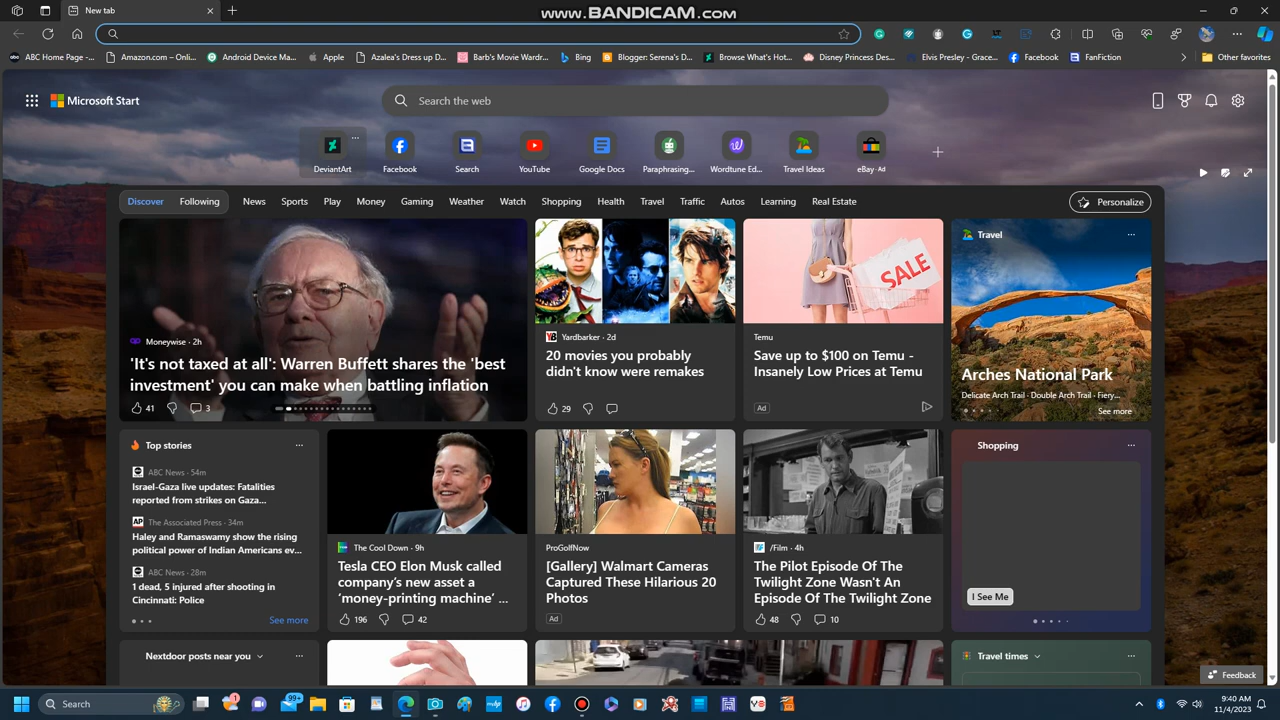 www.BANDICAM.com
New tab
ABC Home Page -...
Amazon.com – Onli...
Android Device Ma...
Apple
Azalea's Dress up D...
Barb's Movie Wardr...
Bing
Blogger: Serena's D...
Browse What's Hot...
Disney Princess Des...
Elvis Presley - Grace...
Facebook
FanFiction
Other favorites
Microsoft Start
Search the web
DeviantArt
Facebook
Search
YouTube
Google Docs
Paraphrasing...
Wordtune Ed...
Travel Ideas
eBay · Ad
Discover
Following
News
Sports
Play
Money
Gaming
Weather
Watch
Shopping
Health
Travel
Traffic
Autos
Learning
Real Estate
Personalize
Moneywise · 2h
'It's not taxed at all': Warren Buffett shares the 'best
investment' you can make when battling inflation
41
3
Yardbarker · 2d
20 movies you probably
didn't know were remakes
29
SALE
Temu
Save up to $100 on Temu -
Insanely Low Prices at Temu
Ad
Travel
Arches National Park
Delicate Arch Trail · Double Arch Trail · Fiery...
See more
Top stories
ABC News · 54m
Israel-Gaza live updates: Fatalities
reported from strikes on Gaza...
The Associated Press · 34m
Haley and Ramaswamy show the rising
political power of Indian Americans ev...
ABC News · 28m
1 dead, 5 injured after shooting in
Cincinnati: Police
See more
The Cool Down · 9h
Tesla CEO Elon Musk called
company's new asset a
'money-printing machine' ...
196
42
ProGolfNow
[Gallery] Walmart Cameras
Captured These Hilarious 20
Photos
Ad
/Film · 4h
The Pilot Episode Of The
Twilight Zone Wasn't An
Episode Of The Twilight Zone
48
10
Shopping
I See Me
Nextdoor posts near you
Travel times
Feedback
Search
1
99+
9:40 AM
11/4/2023